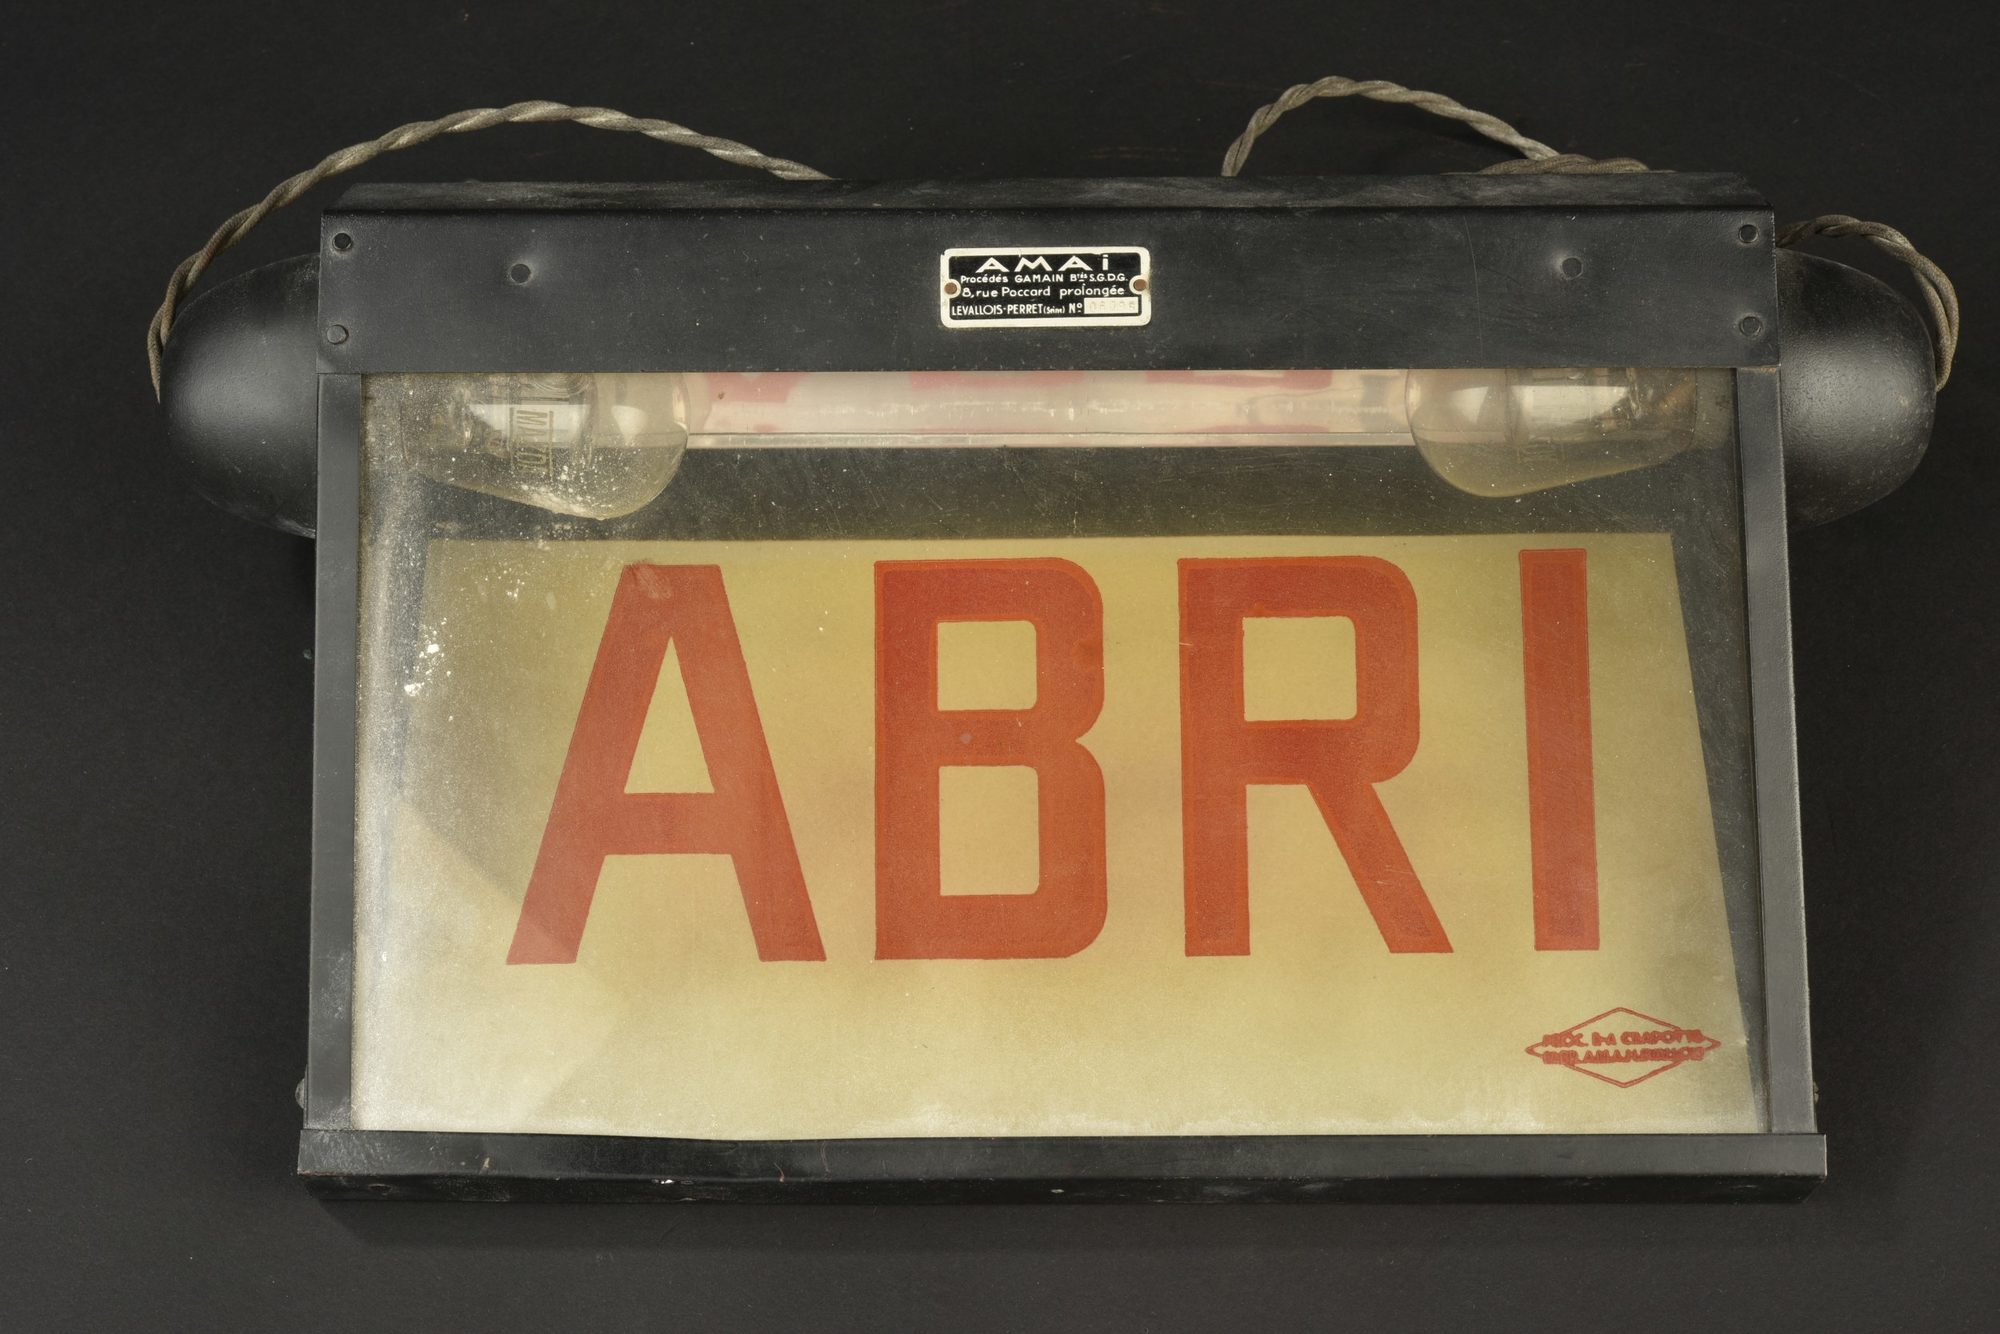 AMAi
Procédés GAMAIN Btés S.G.D.G.
8, rue Poccard prolongée
LEVALLOIS-PERRET (Seine) No
ABRI